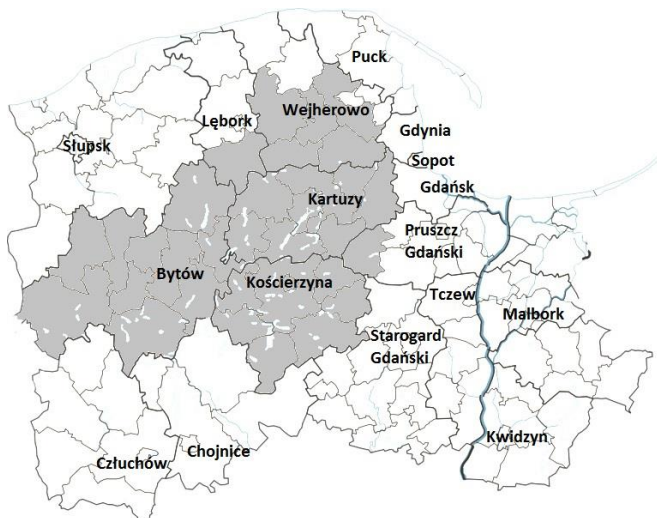 Puck
Wejherowo
Lębork
Gdynia
Słupsk
Sopot
Gdańsk
Kartuzy
Pruszcz
Gdański
Bytów
Kościerzyna
Tczew
Malbork
Starogard
Gdański
Kwidzyn
Chojnice
Człuchów